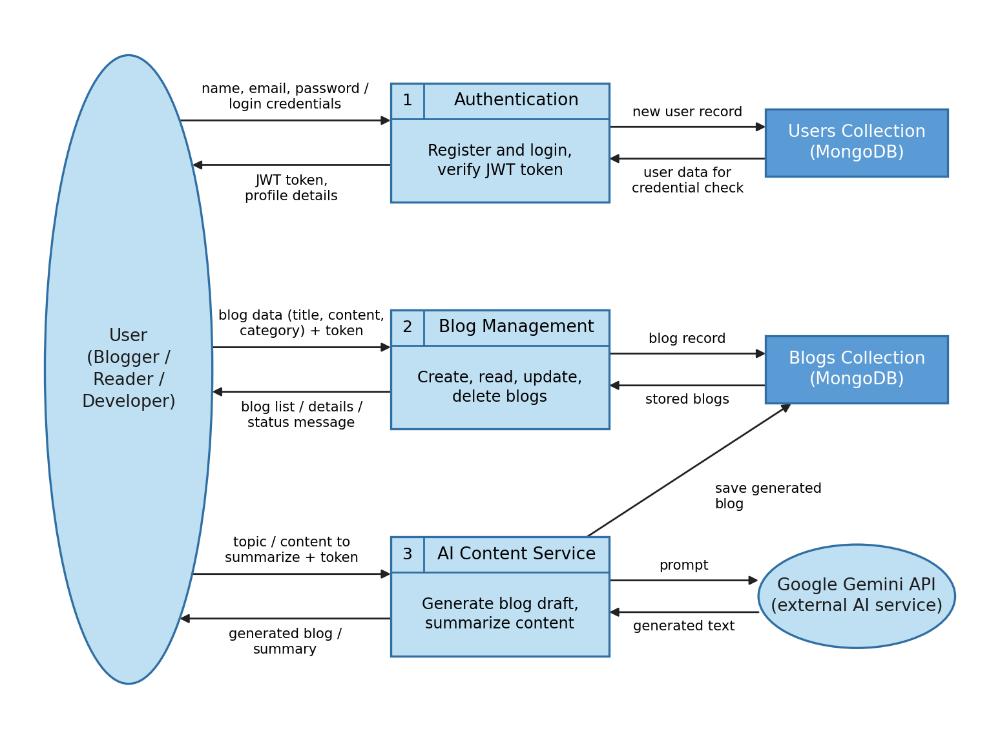 name, email, password /
login credentials
1
Authentication
Register and login,
verify JWT token
new user record
Users Collection
(MongoDB)
user data for
credential check
JWT token,
profile details
User
(Blogger /
Reader /
Developer)
blog data (title, content,
category) + token
2
Blog Management
Create, read, update,
delete blogs
blog record
Blogs Collection
(MongoDB)
stored blogs
blog list / details /
status message
save generated
blog
topic / content to
summarize + token
3
AI Content Service
Generate blog draft,
summarize content
prompt
Google Gemini API
(external AI service)
generated text
generated blog /
summary